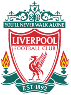 YOU'LL NEVER WALK ALONE
LIVERPOOL
FOOTBALL CLUB
EST·1892